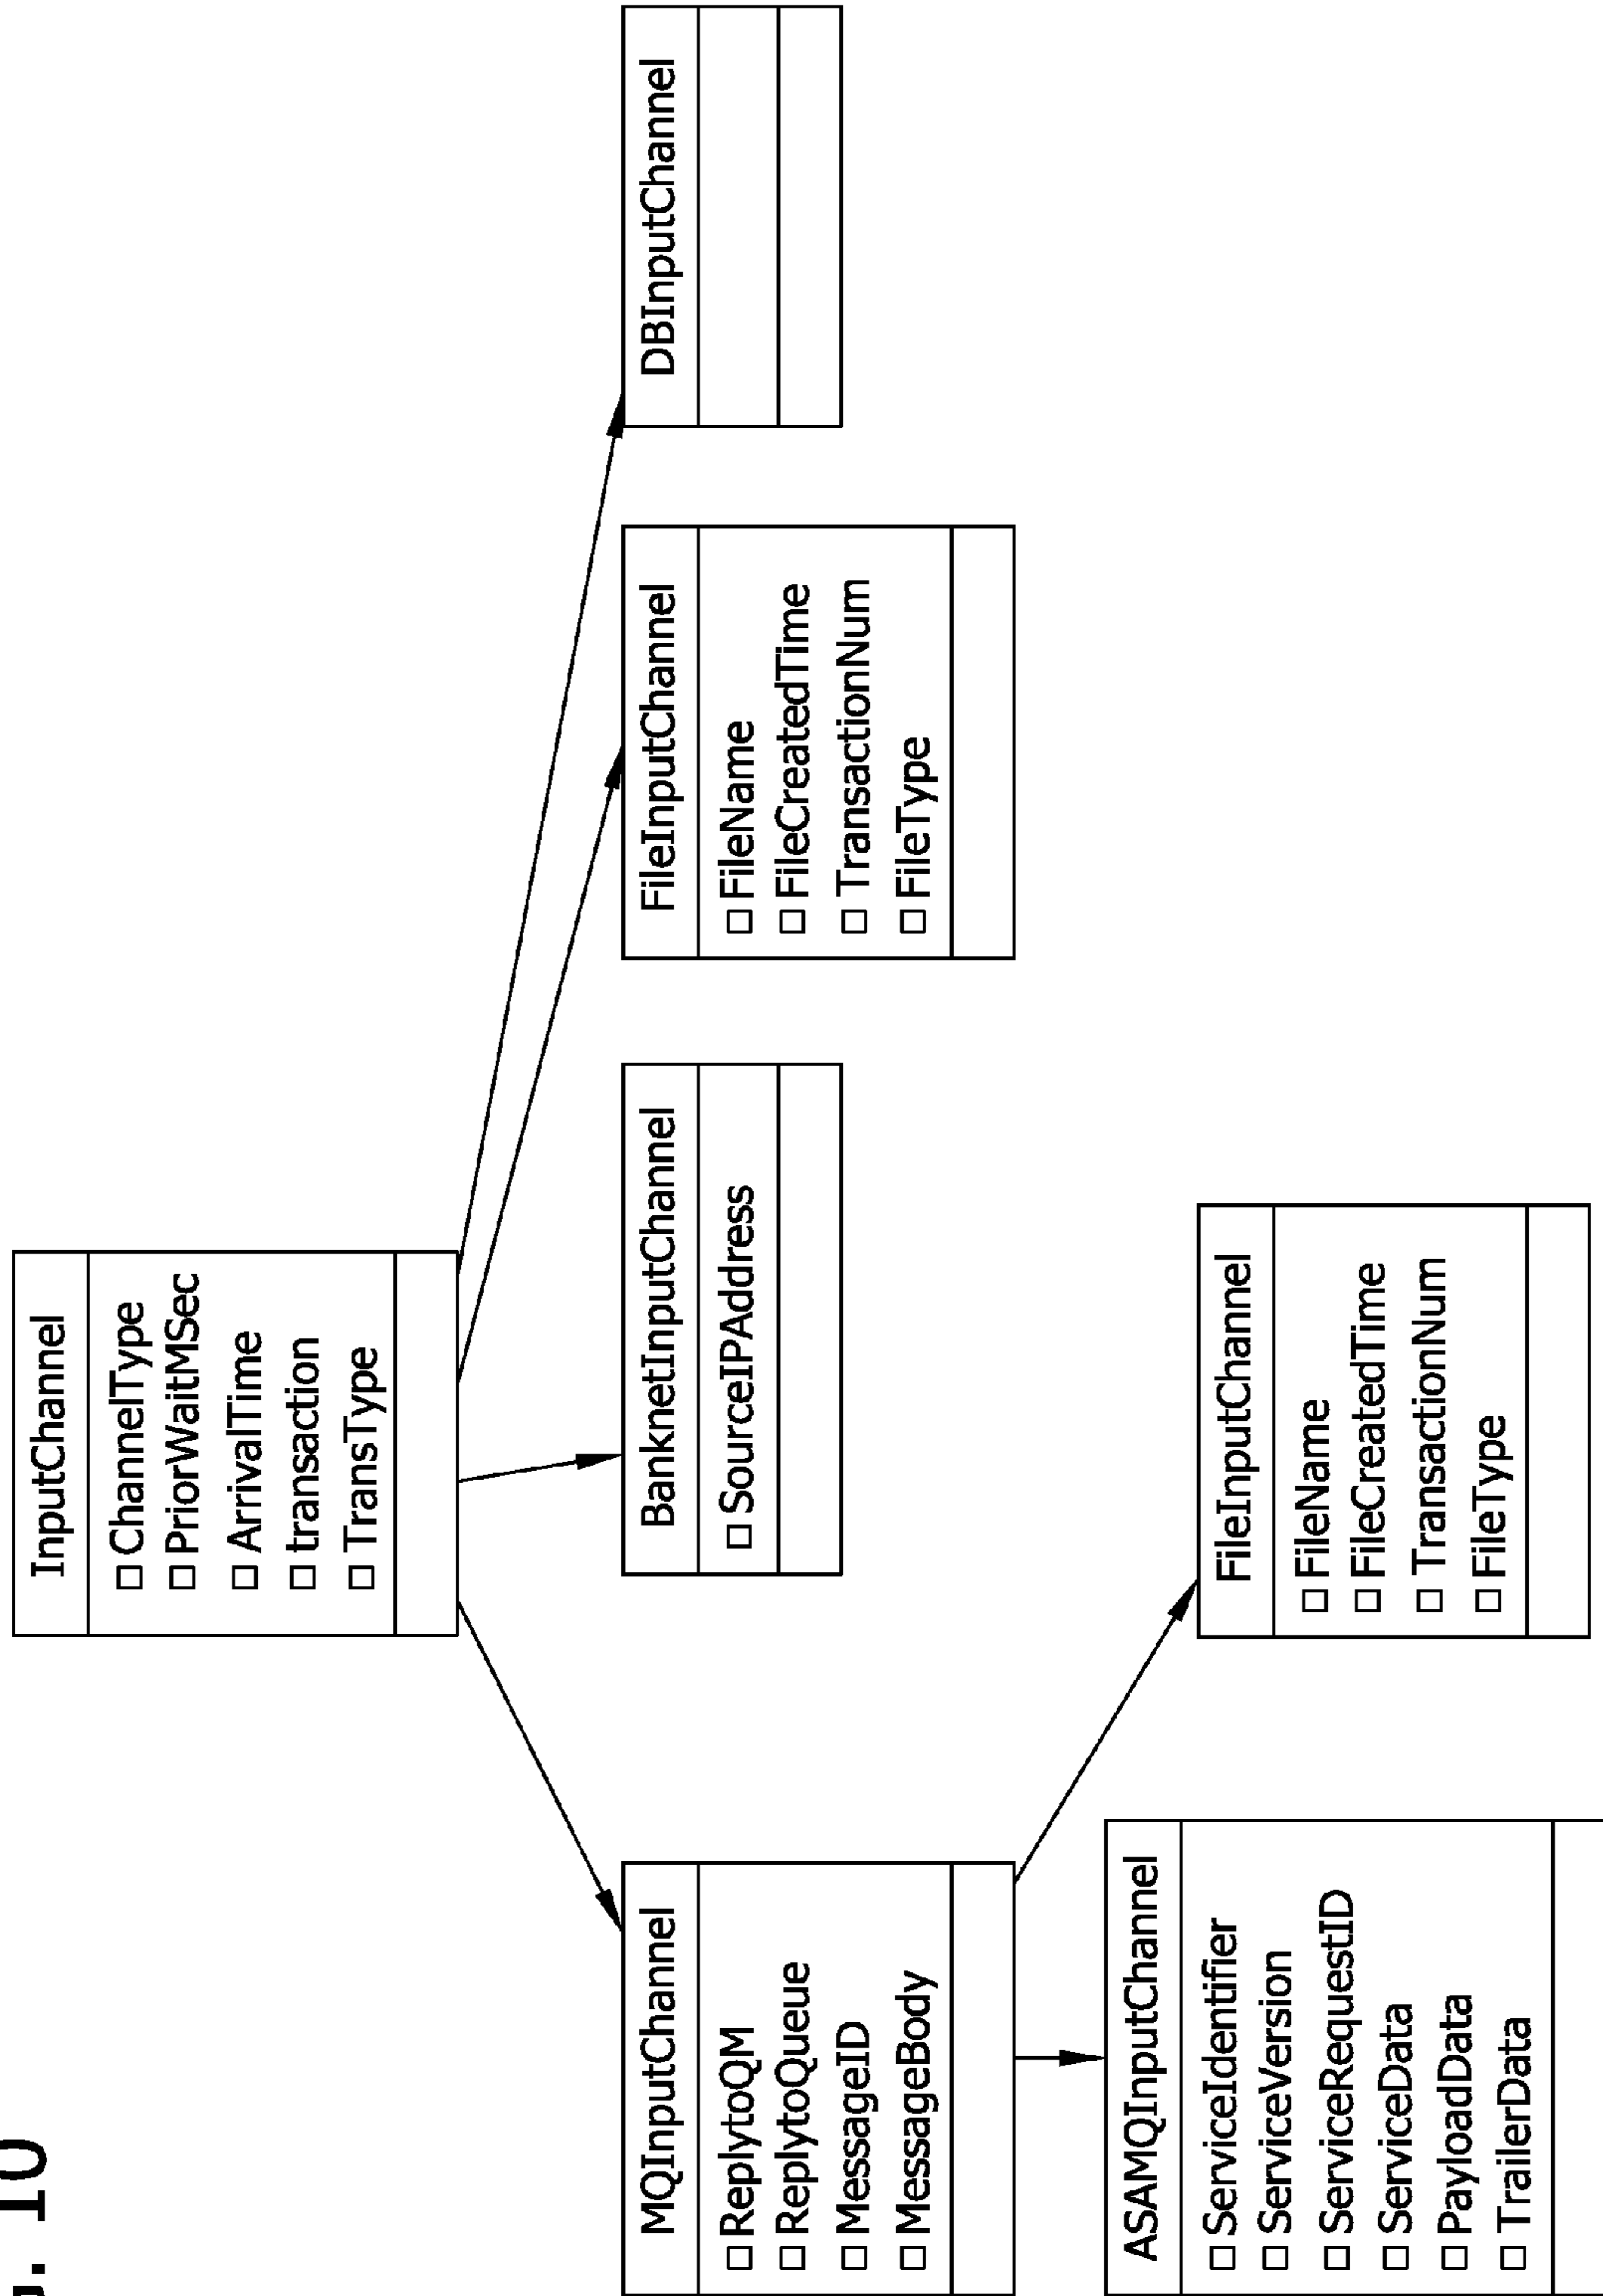 . 10
InputChannel
□ ChannelType
□ PriorWaitMSec
□ ArrivalTime
□ transaction
□ TransType
MQInputChannel
□ ReplytoQM
□ ReplytoQueue
□ MessageID
□ MessageBody
BanknetInputChannel
□ SourceIPAddress
FileInputChannel
□ FileName
□ FileCreatedTime
□ TransactionNum
□ FileType
DBInputChannel
ASAMQInputChannel
□ ServiceIdentifier
□ ServiceVersion
□ ServiceRequestID
□ ServiceData
□ PayloadData
□ TrailerData
FileInputChannel
□ FileName
□ FileCreatedTime
□ TransactionNum
□ FileType